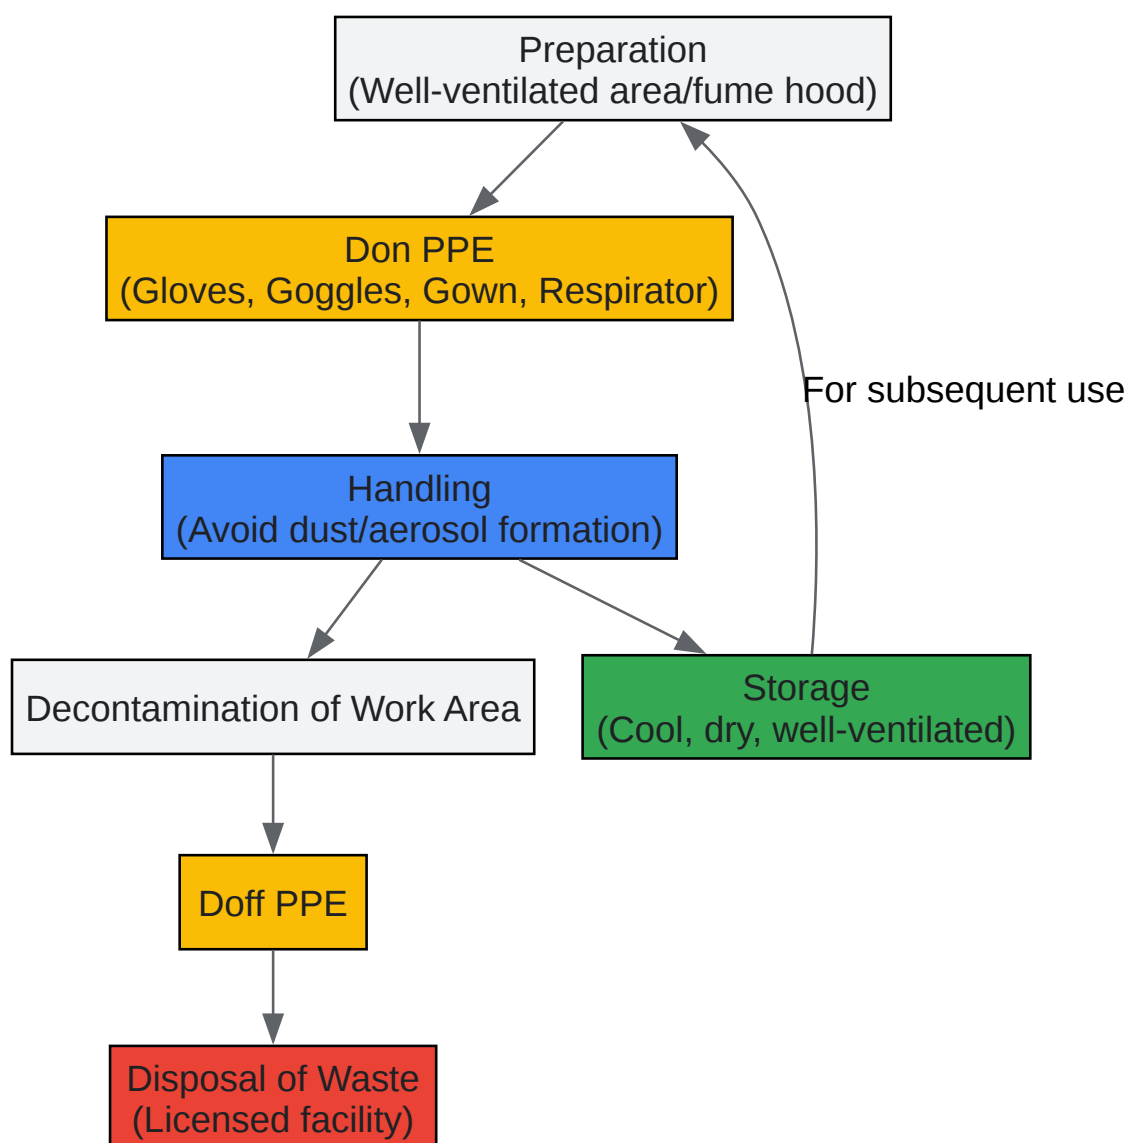 Preparation
(Well-ventilated area/fume hood)
Don PPE
(Gloves, Goggles, Gown, Respirator)
For subsequent use
Handling
(Avoid dust/aerosol formation)
Decontamination of Work Area
Storage
(Cool, dry, well-ventilated)
Doff PPE
Disposal of Waste
(Licensed facility)